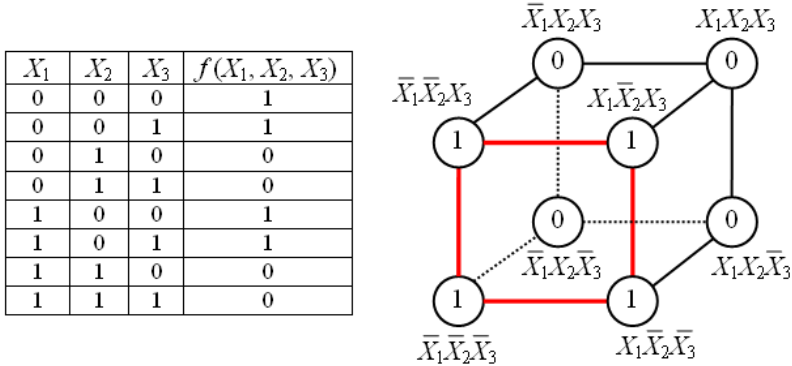 X₁ X₂ X₃ f(X₁, X₂, X₃)
0 0 0 1
0 0 1 1
0 1 0 0
0 1 1 0
1 0 0 1
1 0 1 1
1 1 0 0
1 1 1 0
X̅₁X₂X₃ X₁X₂X₃
0 0
X̅₁X̅₂X₃ X₁X̅₂X₃
1 1
0 0
X̅₁X₂X̅₃ X₁X₂X̅₃
1 1
X̅₁X̅₂X̅₃ X₁X̅₂X̅₃